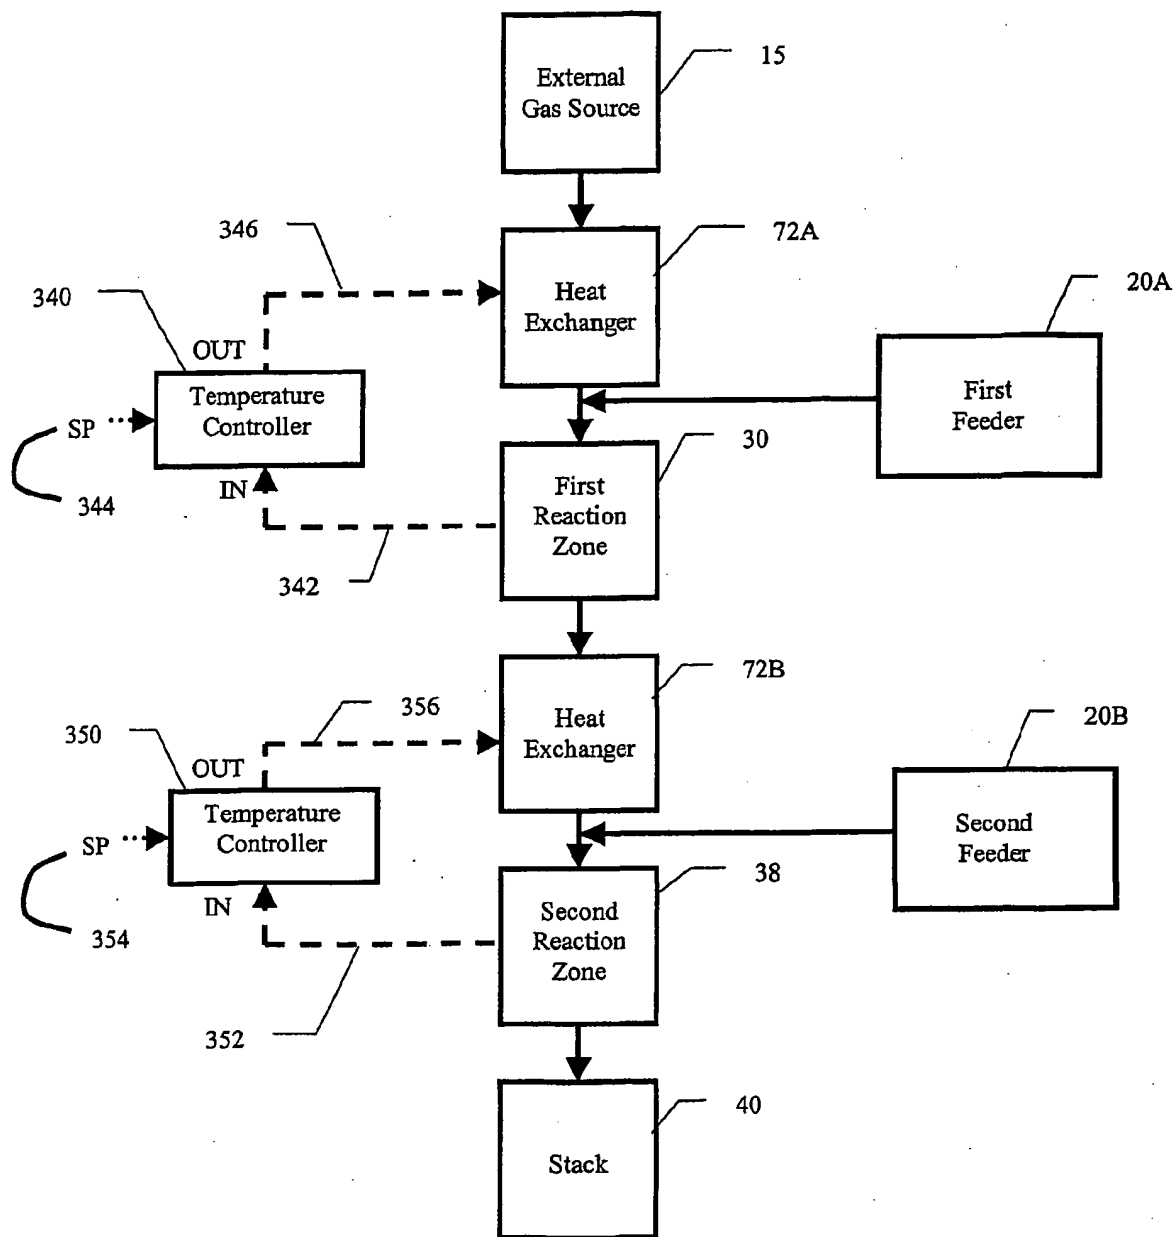 15
External
Gas Source
346
72A
340
Heat
Exchanger
20A
OUT
Temperature
Controller
First
Feeder
SP
30
344
IN
First
Reaction
Zone
342
72B
356
350
Heat
Exchanger
20B
OUT
Temperature
Controller
Second
Feeder
SP
38
IN
354
Second
Reaction
Zone
352
40
Stack